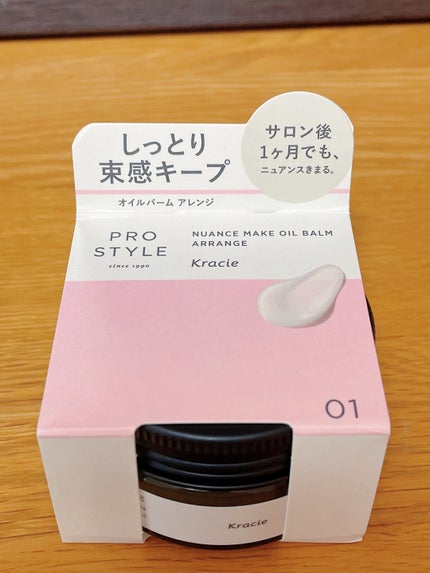 しっとり
束感キープ
サロン後
1ヶ月でも、
ニュアンスきまる。
オイルバーム アレンジ
PRO
STYLE
since 1990
NUANCE MAKE OIL BALM
ARRANGE
Kracie
01
Kracie